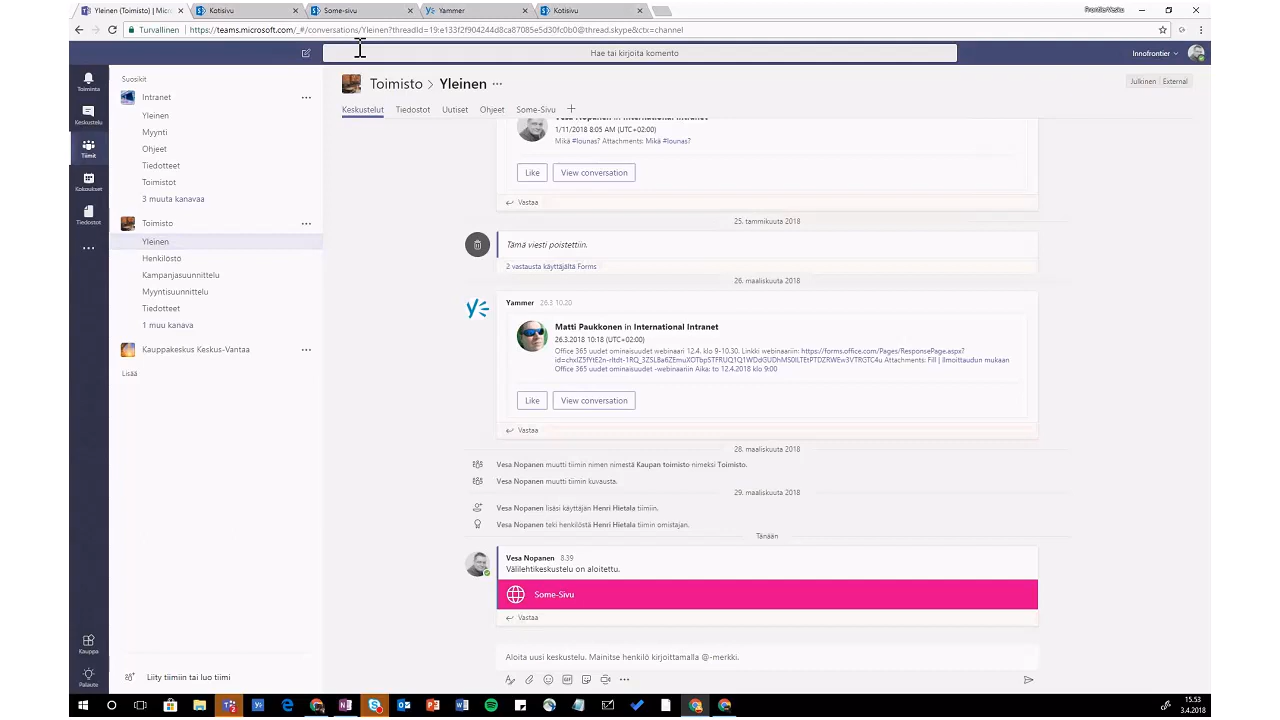 Yleinen (Toimisto) | Micr
Kotisivu
Some-sivu
Yammer
Kotisivu
FrontierVesku
Turvallinen
https://teams.microsoft.com/_#/conversations/Yleinen?threadId=19:e133f2f904244d8ca87085e5d30fc0b0@thread.skype&ctx=channel
Hae tai kirjoita komento
Innofrontier
Toiminta
Keskustelu
Tiimit
Kokoukset
Tiedostot
Kauppa
Palaute
Suosikit
Intranet
Yleinen
Myynti
Ohjeet
Tiedotteet
Toimistot
3 muuta kanavaa
Toimisto
Yleinen
Henkilöstö
Kampanjasuunnittelu
Myyntisuunnittelu
Tiedotteet
1 muu kanava
Kauppakeskus Keskus-Vantaa
Lisää
Liity tiimiin tai luo tiimi
Toimisto > Yleinen
Julkinen | External
Keskustelut Tiedostot Uutiset Ohjeet Some-Sivu
Vesa Nopanen in International Intranet
1/11/2018 8:05 AM (UTC+02:00)
Mikä #lounas? Attachments: Mikä #lounas?
Like View conversation
Vastaa
25. tammikuuta 2018
Tämä viesti poistettiin.
2 vastausta käyttäjältä Forms
26. maaliskuuta 2018
Yammer 26.3 10.20
Matti Paukkonen in International Intranet
26.3.2018 10:18 (UTC+02:00)
Office 365 uudet ominaisuudet webinaari 12.4. klo 9-10.30. Linkki webinaariin: https://forms.office.com/Pages/ResponsePage.aspx?
Attachments: Fill | Ilmoittaudun mukaan
Office 365 uudet ominaisuudet -webinaariin Aika: to 12.4.2018 klo 9:00
Like View conversation
Vastaa
28. maaliskuuta 2018
Vesa Nopanen muutti tiimin nimen nimestä Kaupan toimisto nimeksi Toimisto.
Vesa Nopanen muutti tiimin kuvausta.
29. maaliskuuta 2018
Vesa Nopanen lisäsi käyttäjän Henri Hietala tiimiin.
Vesa Nopanen teki henkilöstä Henri Hietala tiimin omistajan.
Tänään
Vesa Nopanen 8.39
Välilehtikeskustelu on aloitettu.
Some-Sivu
Vastaa
Aloita uusi keskustelu. Mainitse henkilö kirjoittamalla @-merkki.
15.53
3.4.2018